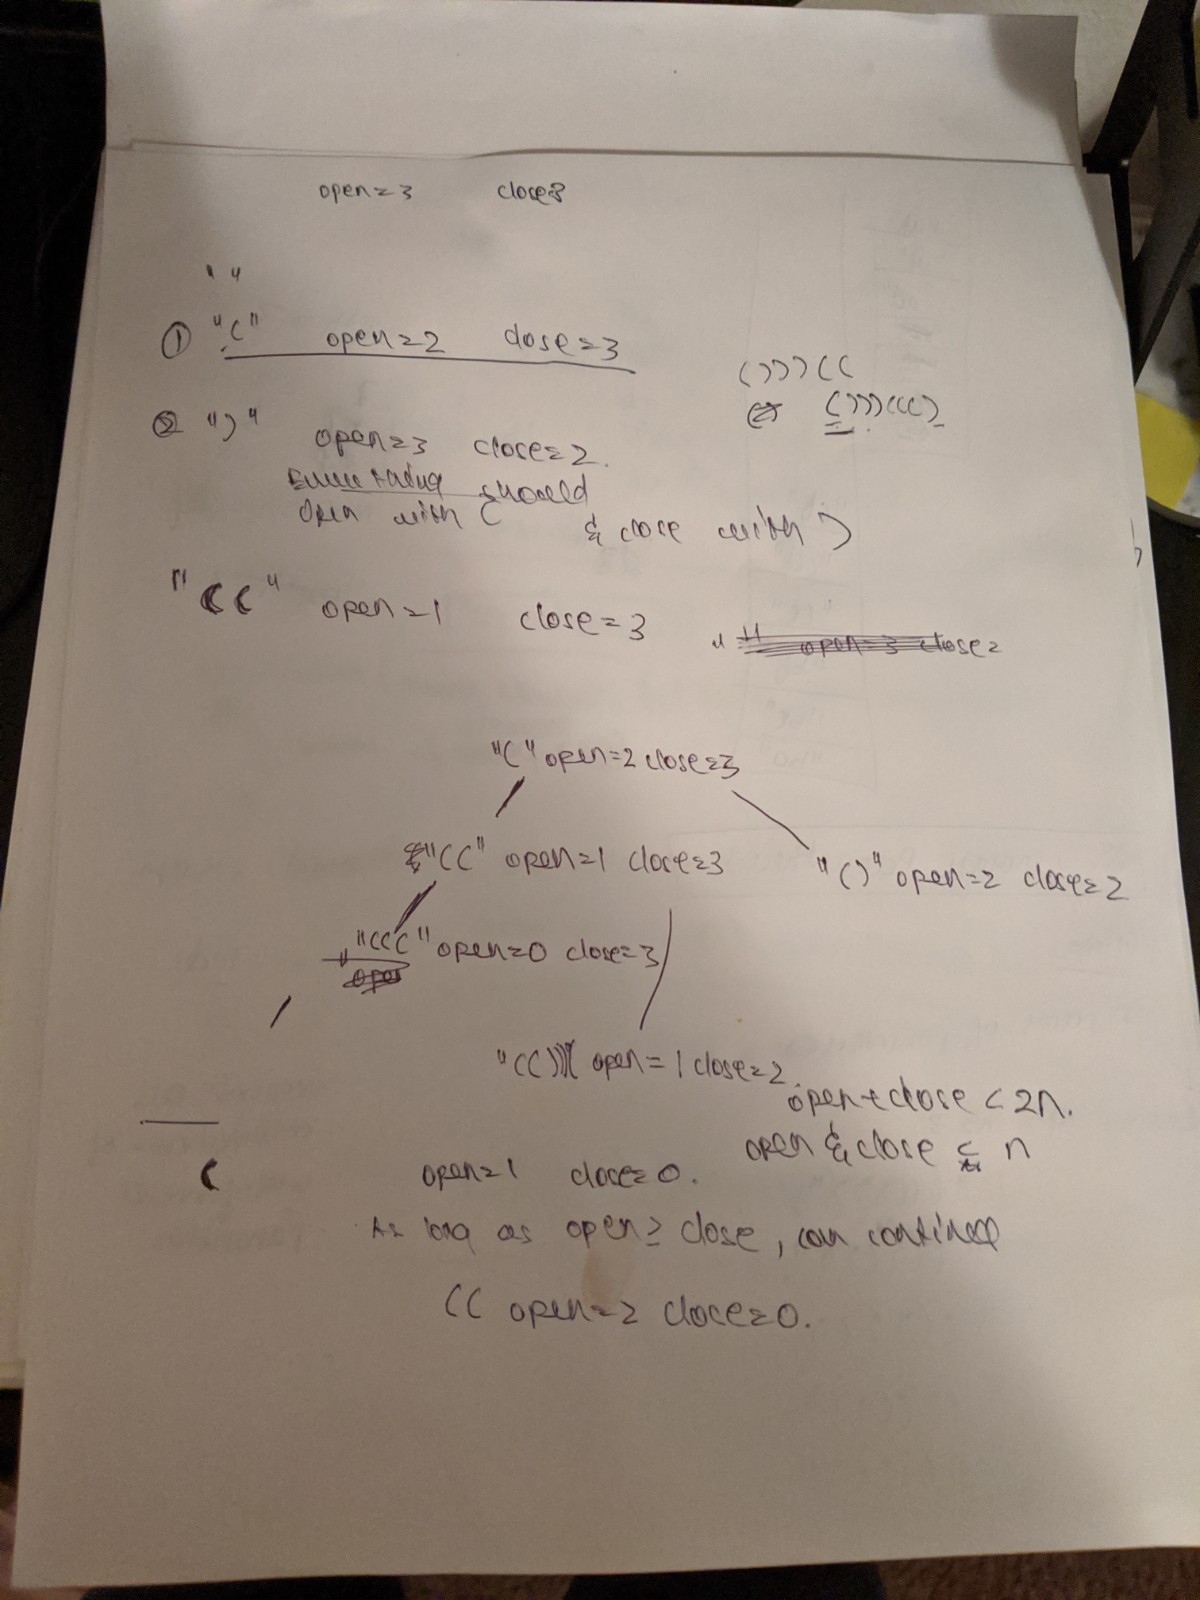 open=3 close=3
" "
① "(" open=2 close=3
()))((
② ")" open=3 close=2.
()))((()
should
open with (
& close with )
"((" open=1 close=3
" " open=3 close=
"(" open=2 close=3
"((" open=1 close=3
"()" open=2 close=2
"(((" open=0 close=3
"(() open=1 close=2
open+close < 2n.
open & close ≤ n
( open=1 close=0.
As long as open≥ close, can continue
(( open=2 close=0.